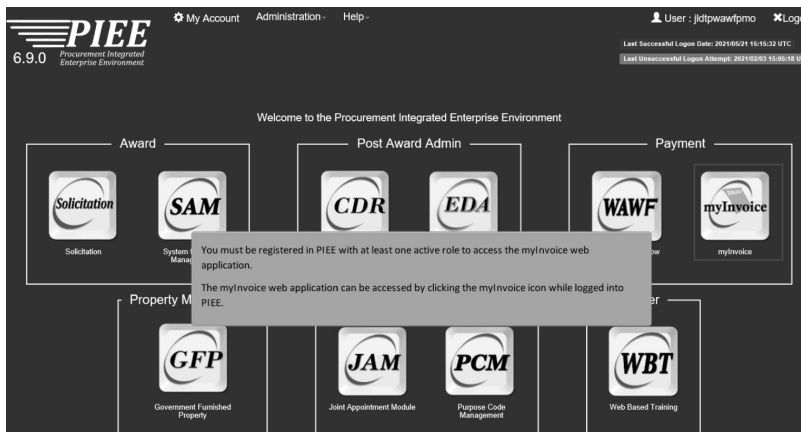 PIEE
6.9.0
Procurement Integrated
Enterprise Environment
My Account
Administration
Help
User : jldtpwawfpmo
Last Successful Logon Date: 2021/05/21 15:15:32 UTC
Last Unsuccessful Logon Attempt: 2021/02/03 15:05:18
Welcome to the Procurement Integrated Enterprise Environment
Award
Post Award Admin
Payment
Solicitation
SAM
CDR
EDA
WAWF
PAID
myInvoice
Solicitation
System
myInvoice
You must be registered in PIEE with at least one active role to access the myInvoice web
application.
The myInvoice web application can be accessed by clicking the myInvoice icon while logged into
PIEE.
Property
GFP
JAM
PCM
WBT
Government Furnished
Property
Joint Appointment Module
Purpose Code
Management
Web Based Training